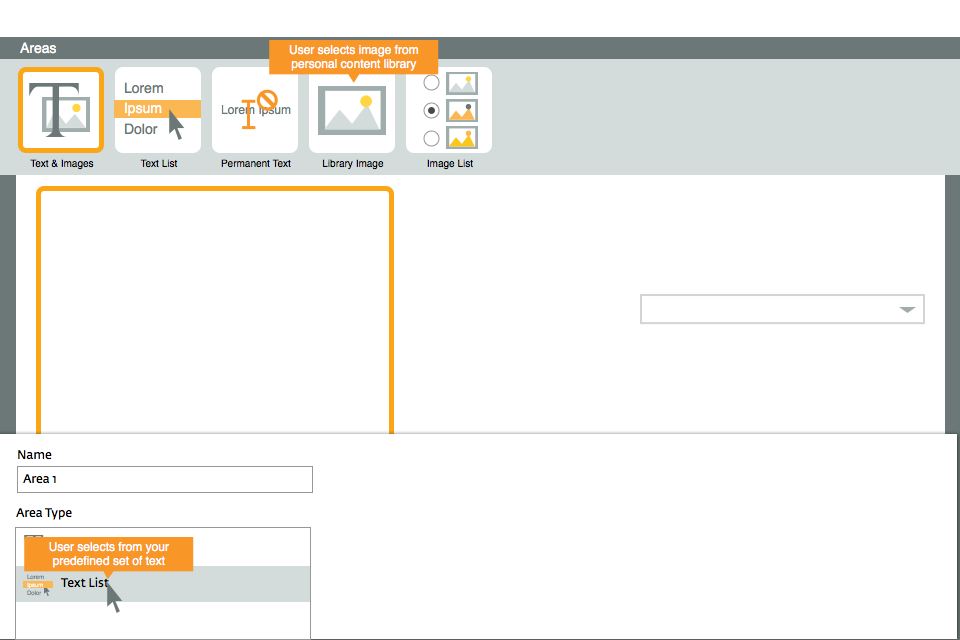 Areas
User selects image from
personal content library
Lorem
Ipsum
Dolor
Lorem Ipsum
Text & Images
Text List
Permanent Text
Library Image
Image List
Name
Area 1
Area Type
User selects from your
predefined set of text
Lorem
Ipsum
Dolor
Text List